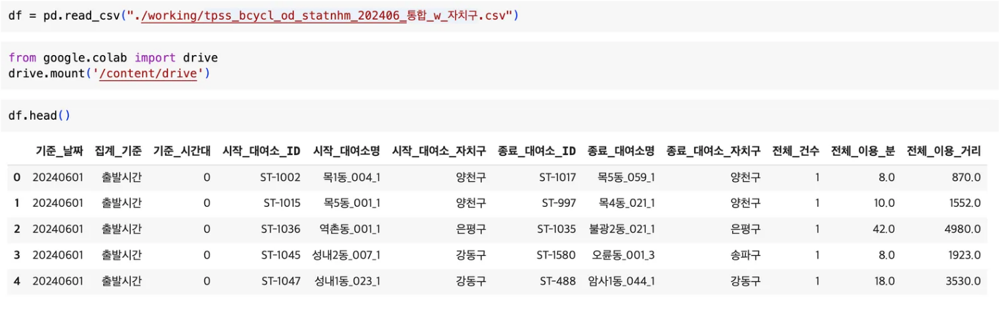 df = pd.read_csv("./working/tpss_bcycl_od_statnhm_202406_통합_w_자치구.csv")
from google.colab import drive
drive.mount('/content/drive')
df.head()
기준_날짜 집계_기준 기준_시간대 시작_대여소_ID 시작_대여소명 시작_대여소_자치구 종료_대여소_ID 종료_대여소명 종료_대여소_자치구 전체_건수 전체_이용_분 전체_이용_거리
0 20240601 출발시간 0 ST-1002 목1동_004_1 양천구 ST-1017 목5동_059_1 양천구 1 8.0 870.0
1 20240601 출발시간 0 ST-1015 목5동_001_1 양천구 ST-997 목4동_021_1 양천구 1 10.0 1552.0
2 20240601 출발시간 0 ST-1036 역촌동_001_1 은평구 ST-1035 불광2동_021_1 은평구 1 42.0 4980.0
3 20240601 출발시간 0 ST-1045 성내2동_007_1 강동구 ST-1580 오륜동_001_3 송파구 1 8.0 1923.0
4 20240601 출발시간 0 ST-1047 성내1동_023_1 강동구 ST-488 암사1동_044_1 강동구 1 18.0 3530.0